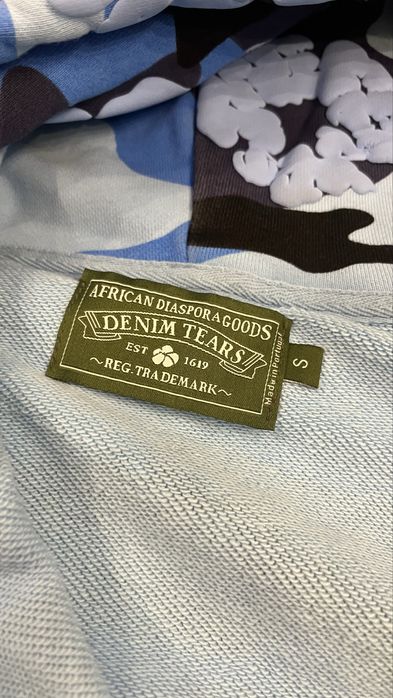 AFRICAN DIASPORA GOODS
DENIM TEARS
EST 1619
~REG. TRADEMARK~
Made in Portugal
S